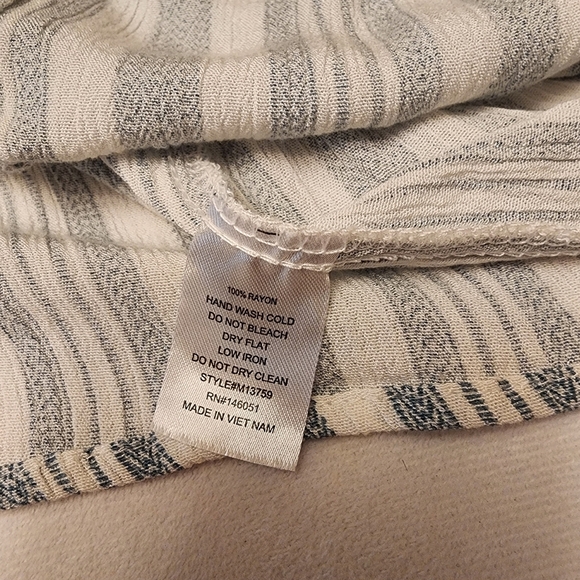 100% RAYON
HAND WASH COLD
DO NOT BLEACH
DRY FLAT
LOW IRON
DO NOT DRY CLEAN
STYLE#M13759
RN#146051
MADE IN VIET NAM